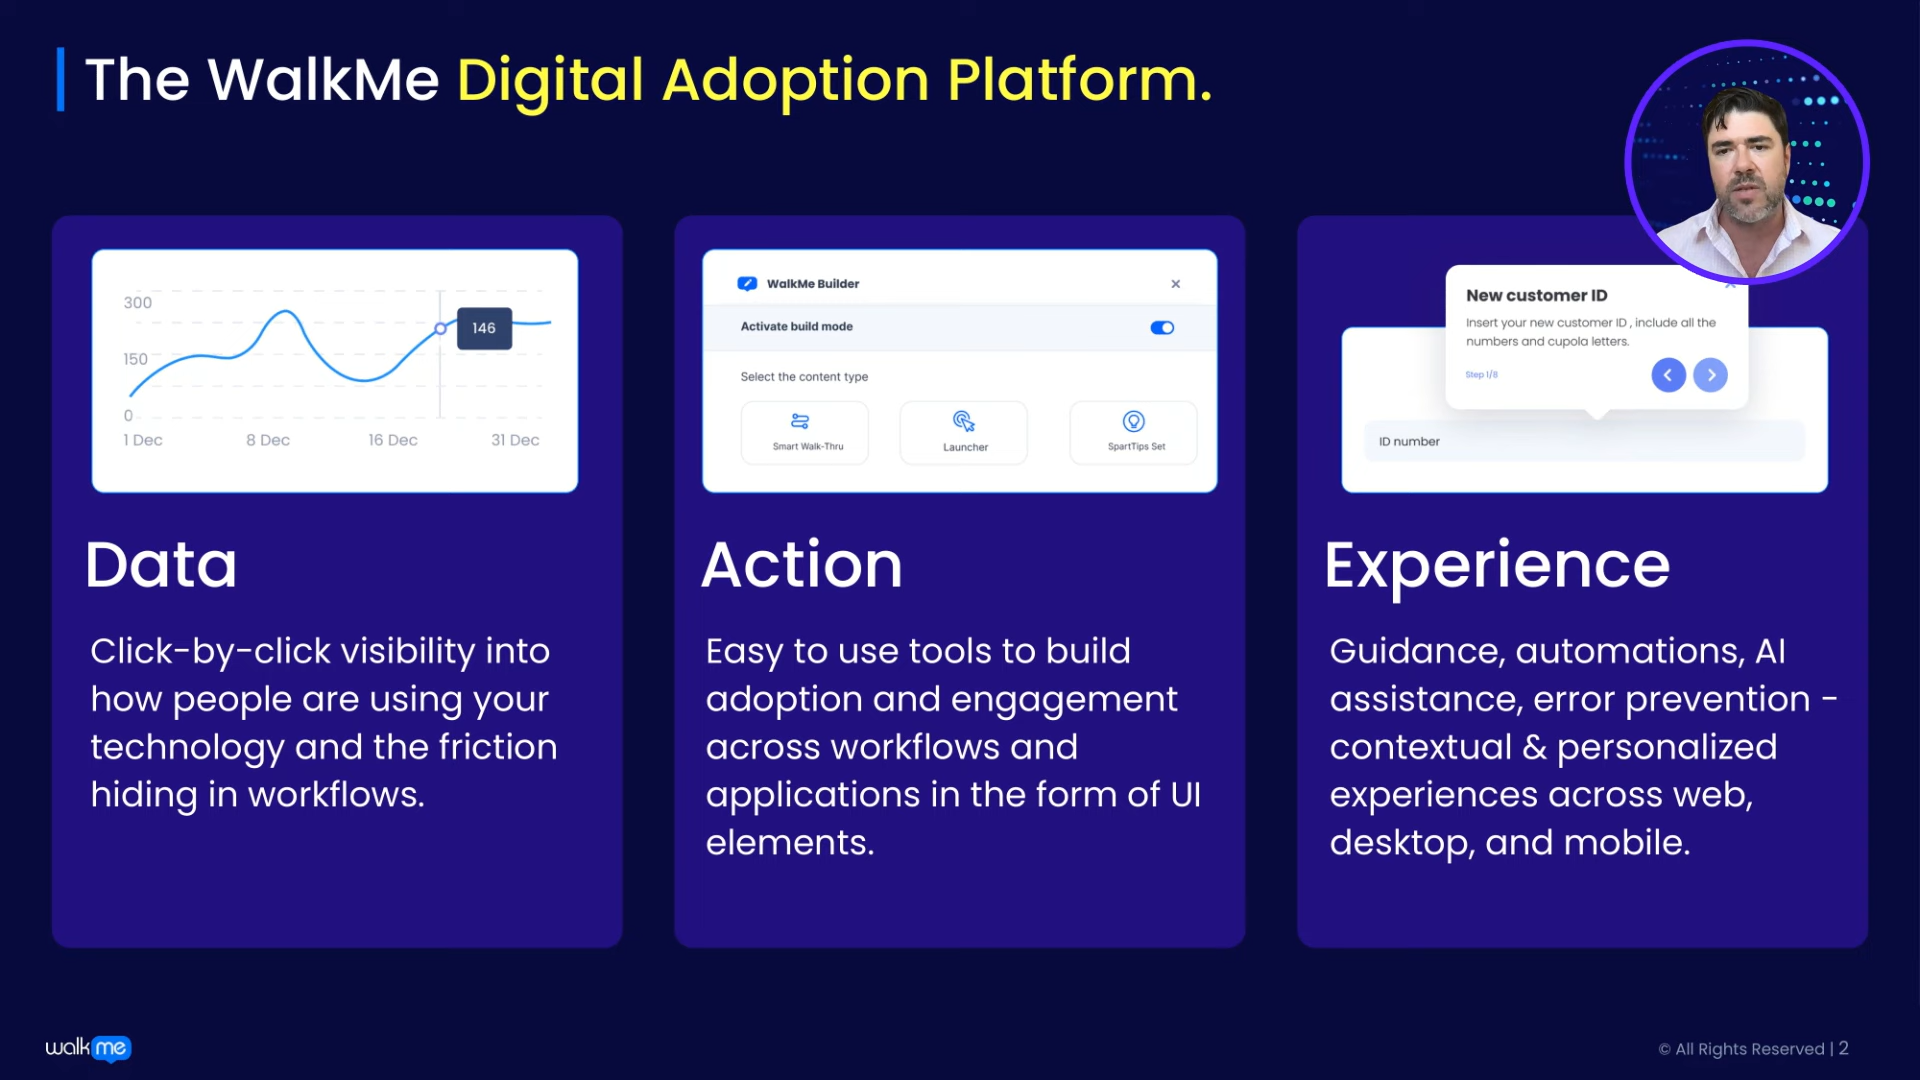 The WalkMe Digital Adoption Platform.
300
150
0
146
1 Dec 8 Dec 16 Dec 31 Dec
Data
Click-by-click visibility into
how people are using your
technology and the friction
hiding in workflows.
WalkMe Builder
Activate build mode
Select the content type
Smart Walk-Thru
Launcher
SpartTips Set
Action
Easy to use tools to build
adoption and engagement
across workflows and
applications in the form of UI
elements.
New customer ID
Insert your new customer ID , include all the
numbers and cupola letters.
Step 1/8
ID number
Experience
Guidance, automations, AI
assistance, error prevention -
contextual & personalized
experiences across web,
desktop, and mobile.
walkme
© All Rights Reserved | 2